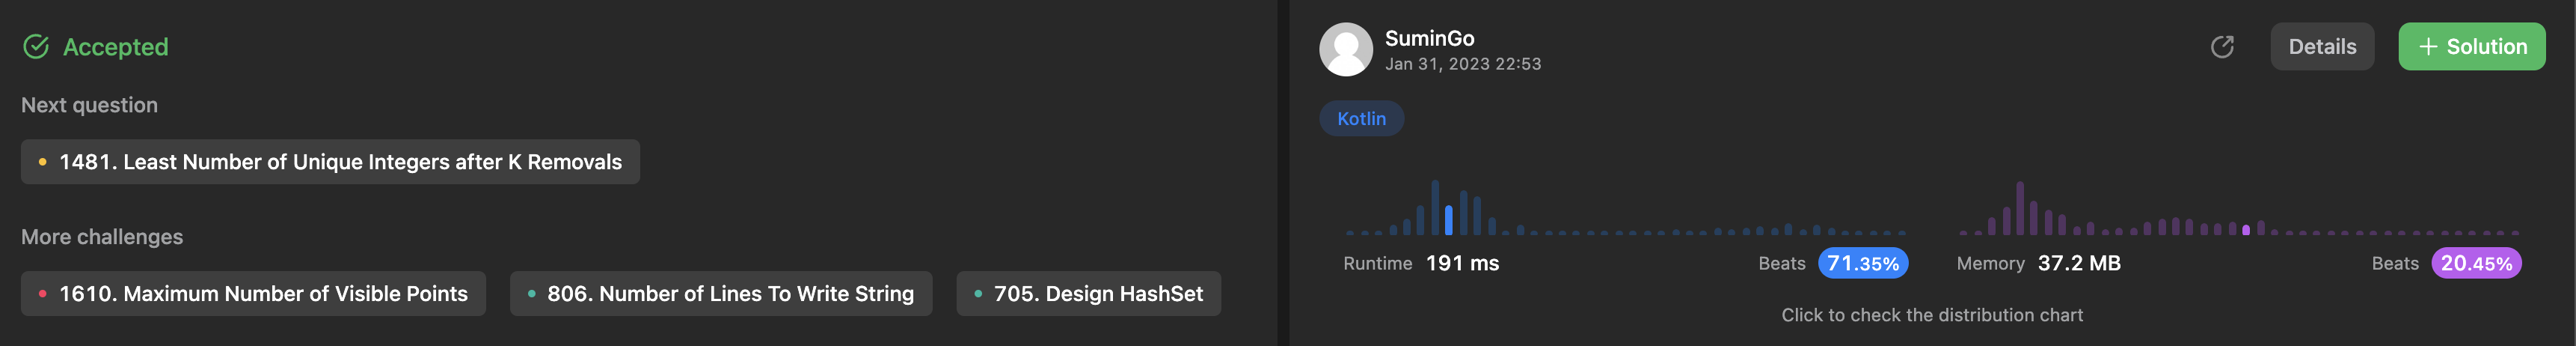 Accepted
Next question
1481. Least Number of Unique Integers after K Removals
More challenges
1610. Maximum Number of Visible Points
806. Number of Lines To Write String
705. Design HashSet
SuminGo
Jan 31, 2023 22:53
Details
+ Solution
Kotlin
Runtime 191 ms
Beats 71.35%
Memory 37.2 MB
Beats 20.45%
Click to check the distribution chart